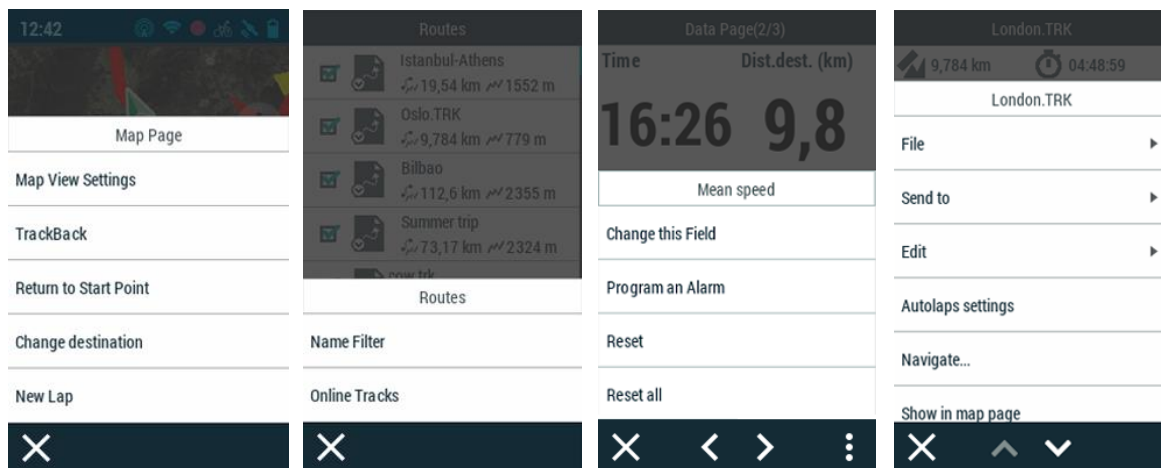 12:42
Map Page
Map View Settings
TrackBack
Return to Start Point
Change destination
New Lap
Routes
Istanbul-Athens
19,54 km 1552 m
Oslo.TRK
9,784 km 779 m
Bilbao
112,6 km 2355 m
Summer trip
73,17 km 2324 m
cow.trk
Routes
Name Filter
Online Tracks
Data Page(2/3)
Time Dist.dest. (km)
16:26 9,8
Mean speed
Change this Field
Program an Alarm
Reset
Reset all
London.TRK
9,784 km 04:48:59
London.TRK
File
Send to
Edit
Autolaps settings
Navigate...
Show in map page